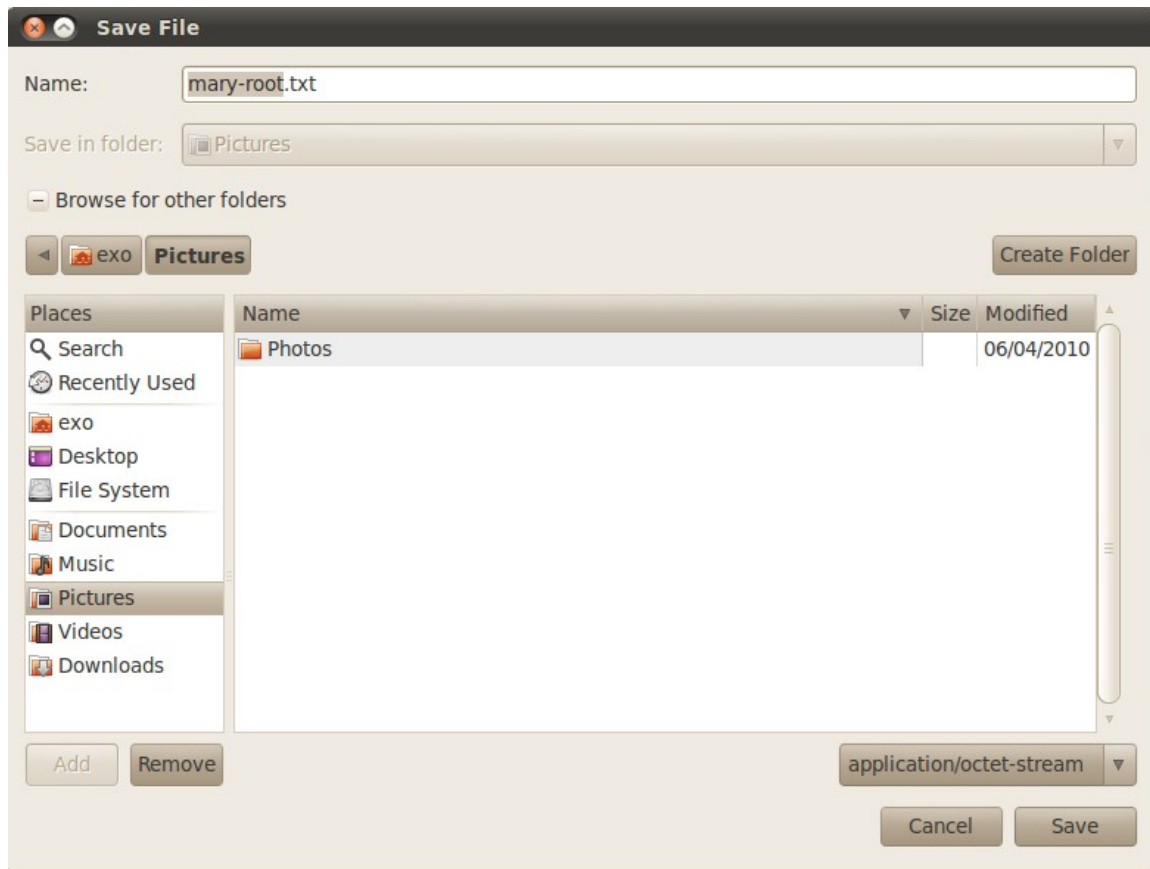 Save File
Name: mary-root.txt
Save in folder: Pictures
Browse for other folders
exo Pictures Create Folder
Places Name Size Modified
Search Photos 06/04/2010
Recently Used
exo
Desktop
File System
Documents
Music
Pictures
Videos
Downloads
Add Remove application/octet-stream
Cancel Save